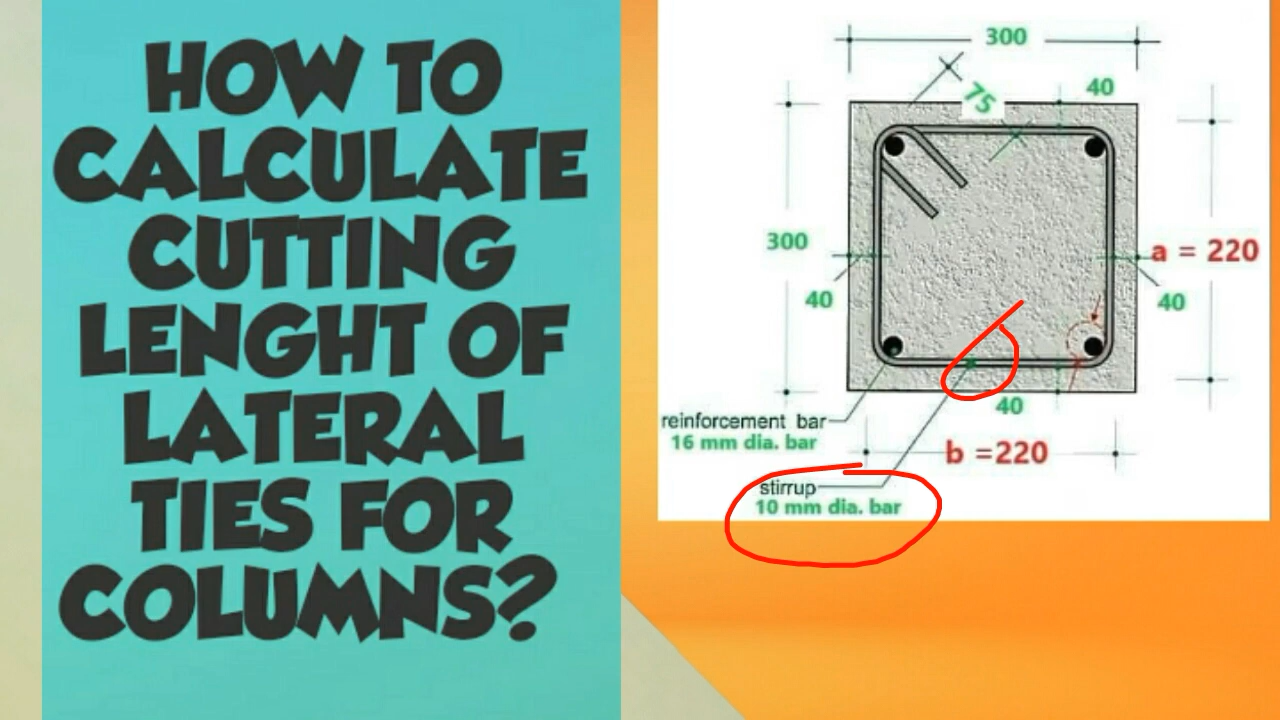 HOW TO
CALCULATE
CUTTING
LENGHT OF
LATERAL
TIES FOR
COLUMNS?
300
75
40
300
a = 220
40
40
40
reinforcement bar
16 mm dia. bar
b =220
stirrup
10 mm dia. bar